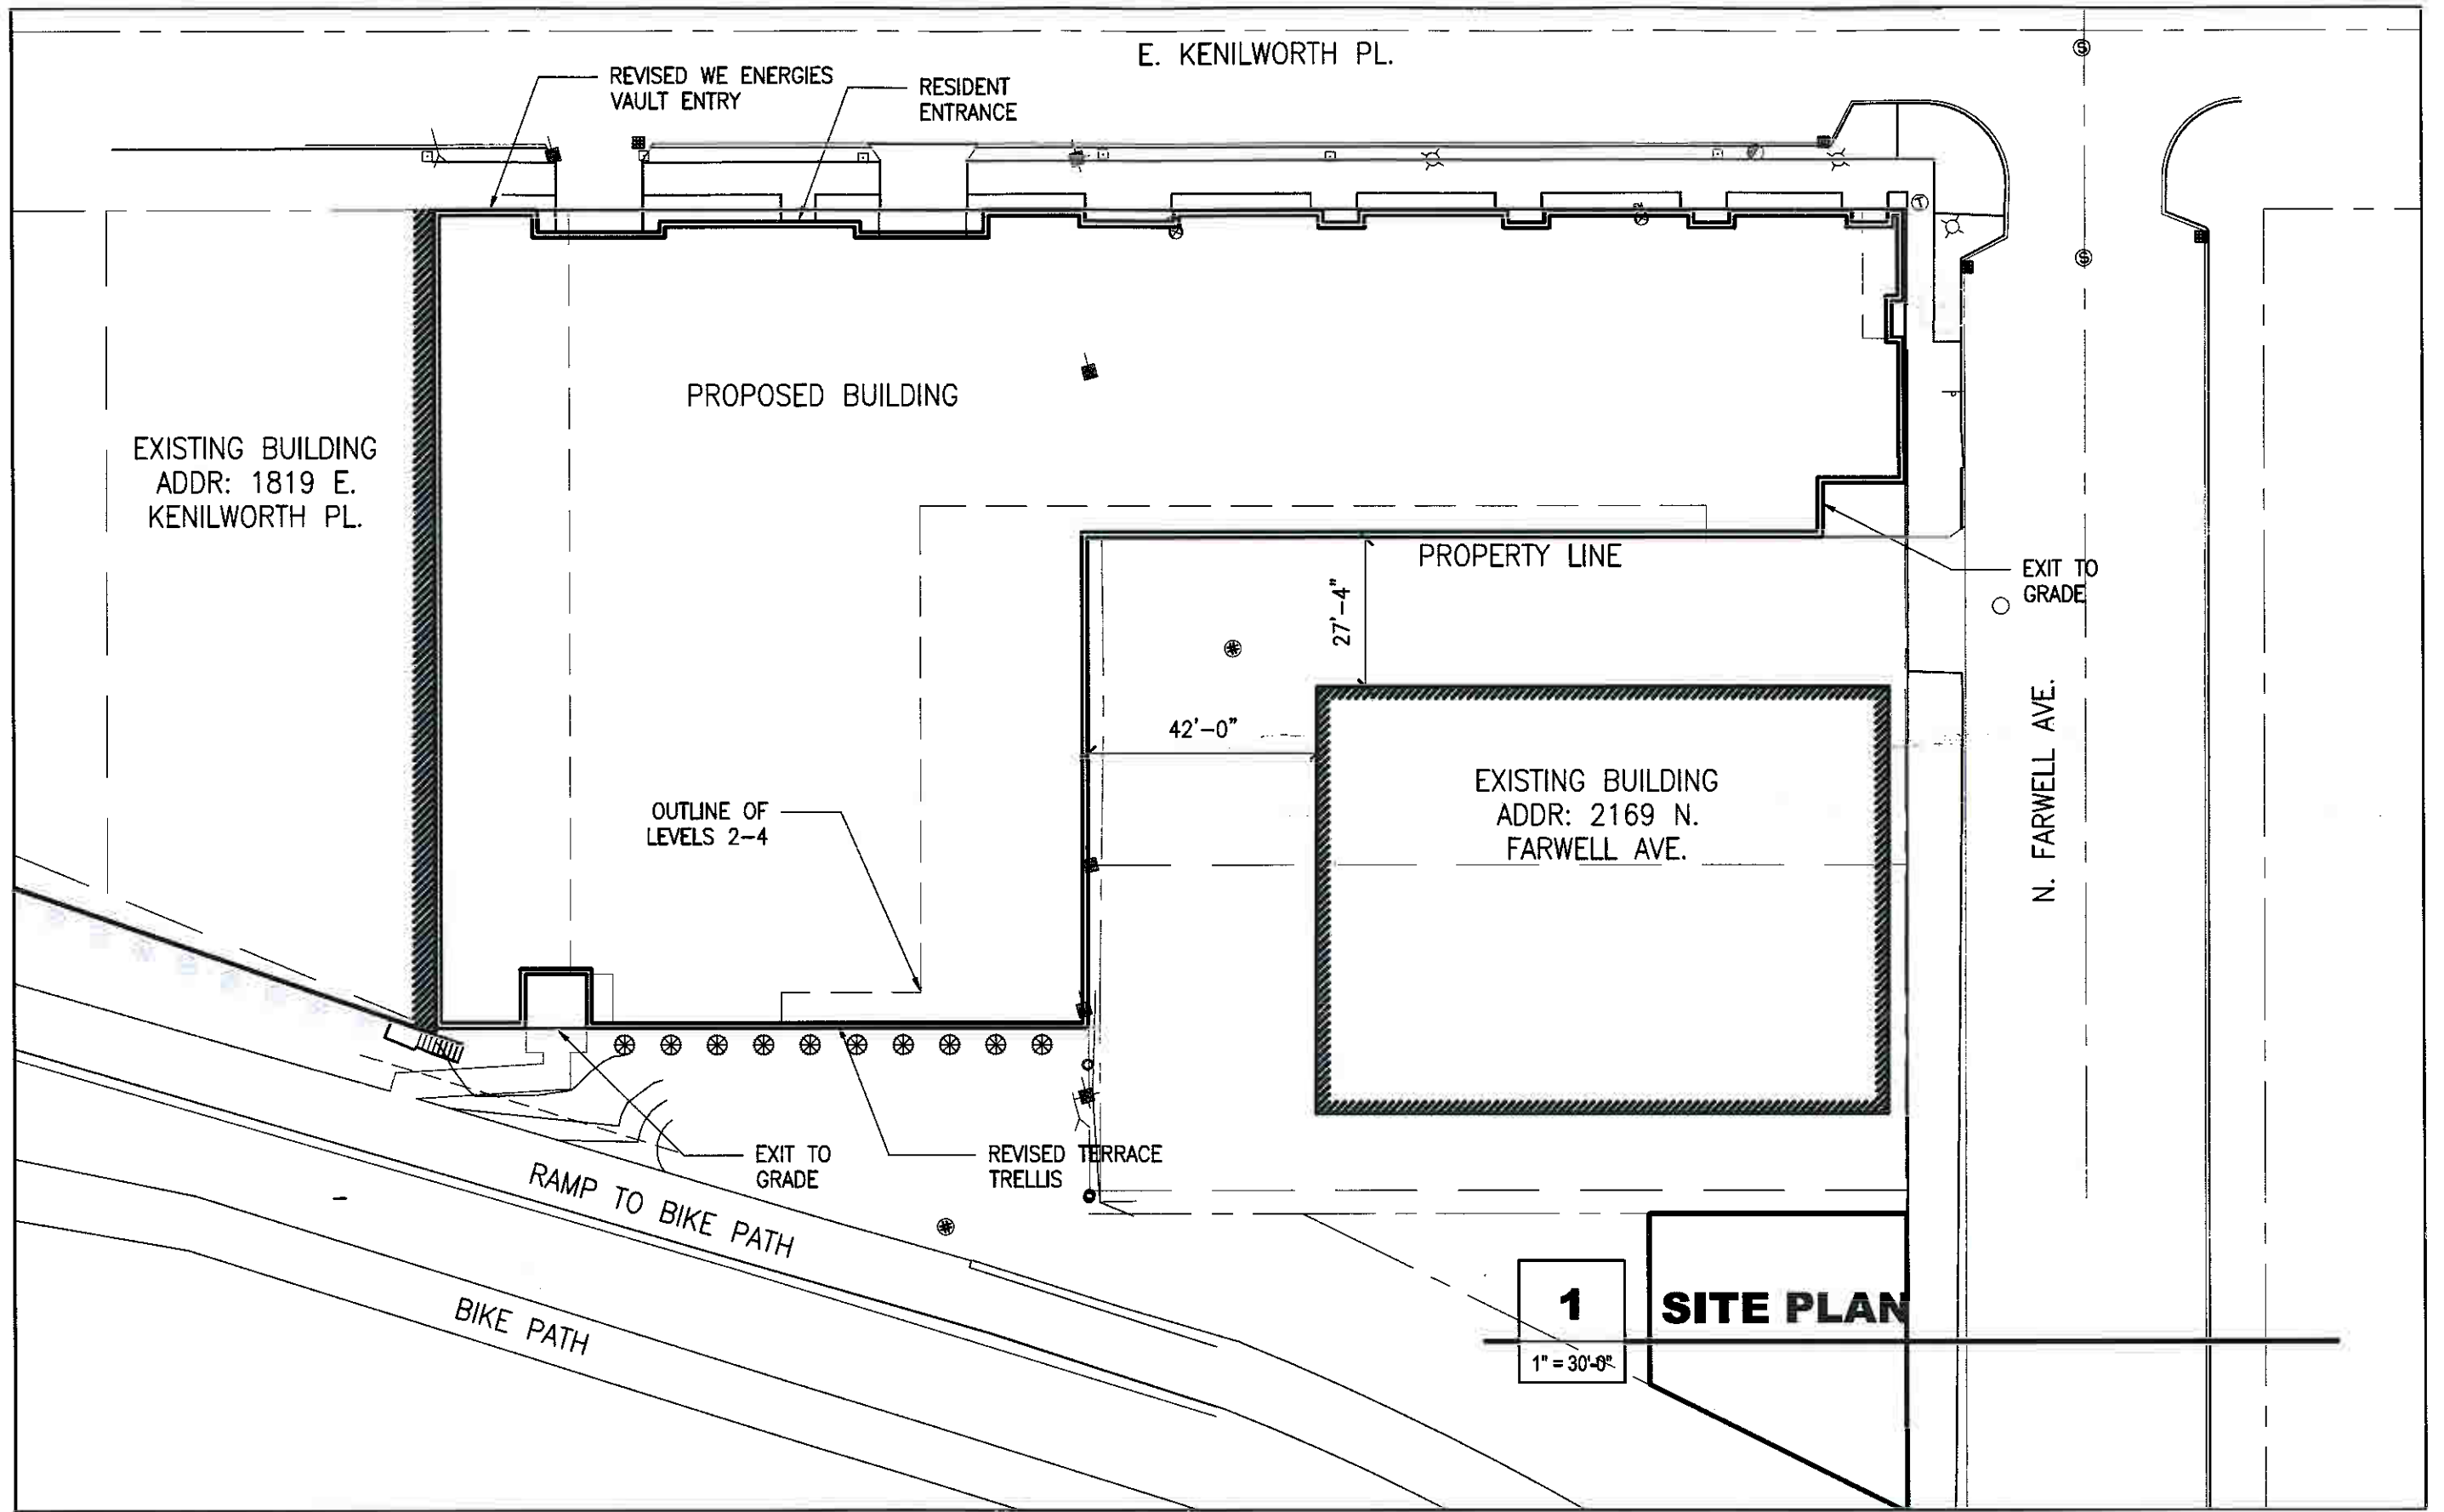 E. KENILWORTH PL.
REVISED WE ENERGIES
VAULT ENTRY
RESIDENT
ENTRANCE
PROPOSED BUILDING
EXISTING BUILDING
ADDR: 1819 E.
KENILWORTH PL.
PROPERTY LINE
EXIT TO
GRADE
27'-4"
42'-0"
N. FARWELL AVE.
EXISTING BUILDING
ADDR: 2169 N.
FARWELL AVE.
OUTLINE OF
LEVELS 2-4
EXIT TO
GRADE
REVISED TERRACE
TRELLIS
RAMP TO BIKE PATH
BIKE PATH
1
SITE PLAN
1" = 30'-0"
S
S
T